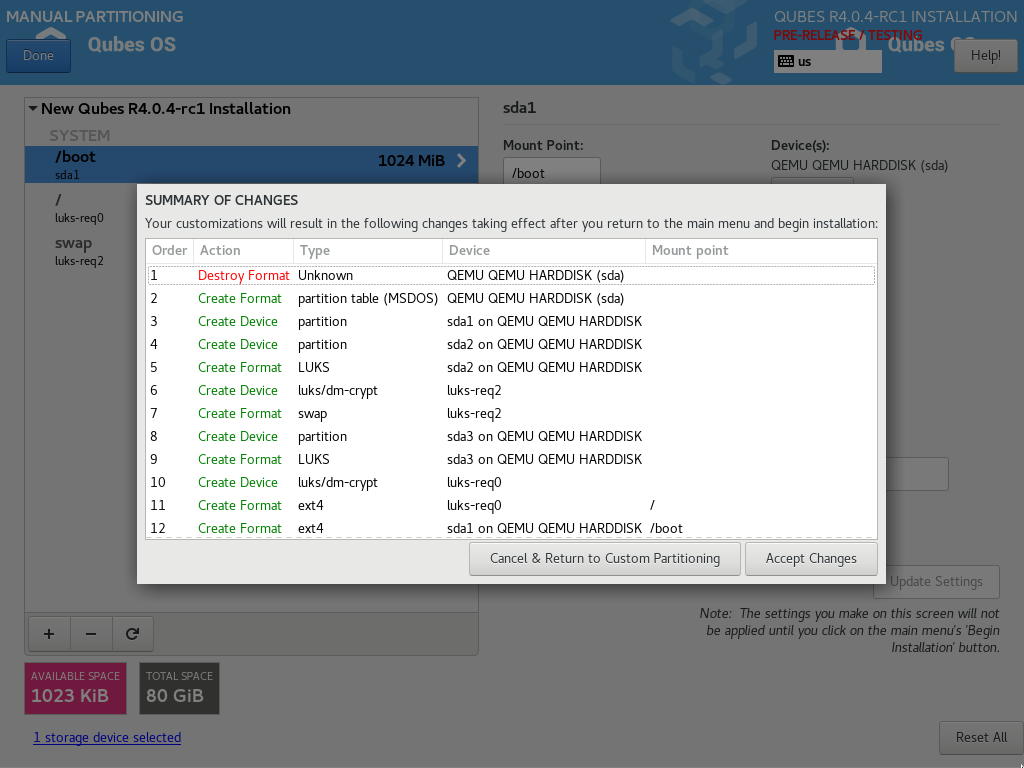 MANUAL PARTITIONING
QUBES R4.0.4-RC1 INSTALLATION
PRE-RELEASE / TESTING
Done
Qubes OS
Qubes
us
Help!
New Qubes R4.0.4-rc1 Installation
SYSTEM
/boot
1024 MiB
sda1
/
luks-req0
swap
luks-req2
sda1
Mount Point:
Device(s):
/boot
QEMU QEMU HARDDISK (sda)
SUMMARY OF CHANGES
Your customizations will result in the following changes taking effect after you return to the main menu and begin installation:
Order Action Type Device Mount point
1 Destroy Format Unknown QEMU QEMU HARDDISK (sda)
2 Create Format partition table (MSDOS) QEMU QEMU HARDDISK (sda)
3 Create Device partition sda1 on QEMU QEMU HARDDISK
4 Create Device partition sda2 on QEMU QEMU HARDDISK
5 Create Format LUKS sda2 on QEMU QEMU HARDDISK
6 Create Device luks/dm-crypt luks-req2
7 Create Format swap luks-req2
8 Create Device partition sda3 on QEMU QEMU HARDDISK
9 Create Format LUKS sda3 on QEMU QEMU HARDDISK
10 Create Device luks/dm-crypt luks-req0
11 Create Format ext4 luks-req0 /
12 Create Format ext4 sda1 on QEMU QEMU HARDDISK /boot
Cancel & Return to Custom Partitioning
Accept Changes
Update Settings
Note: The settings you make on this screen will not
be applied until you click on the main menu's 'Begin
Installation' button.
+ −
AVAILABLE SPACE
1023 KiB
TOTAL SPACE
80 GiB
1 storage device selected
Reset All